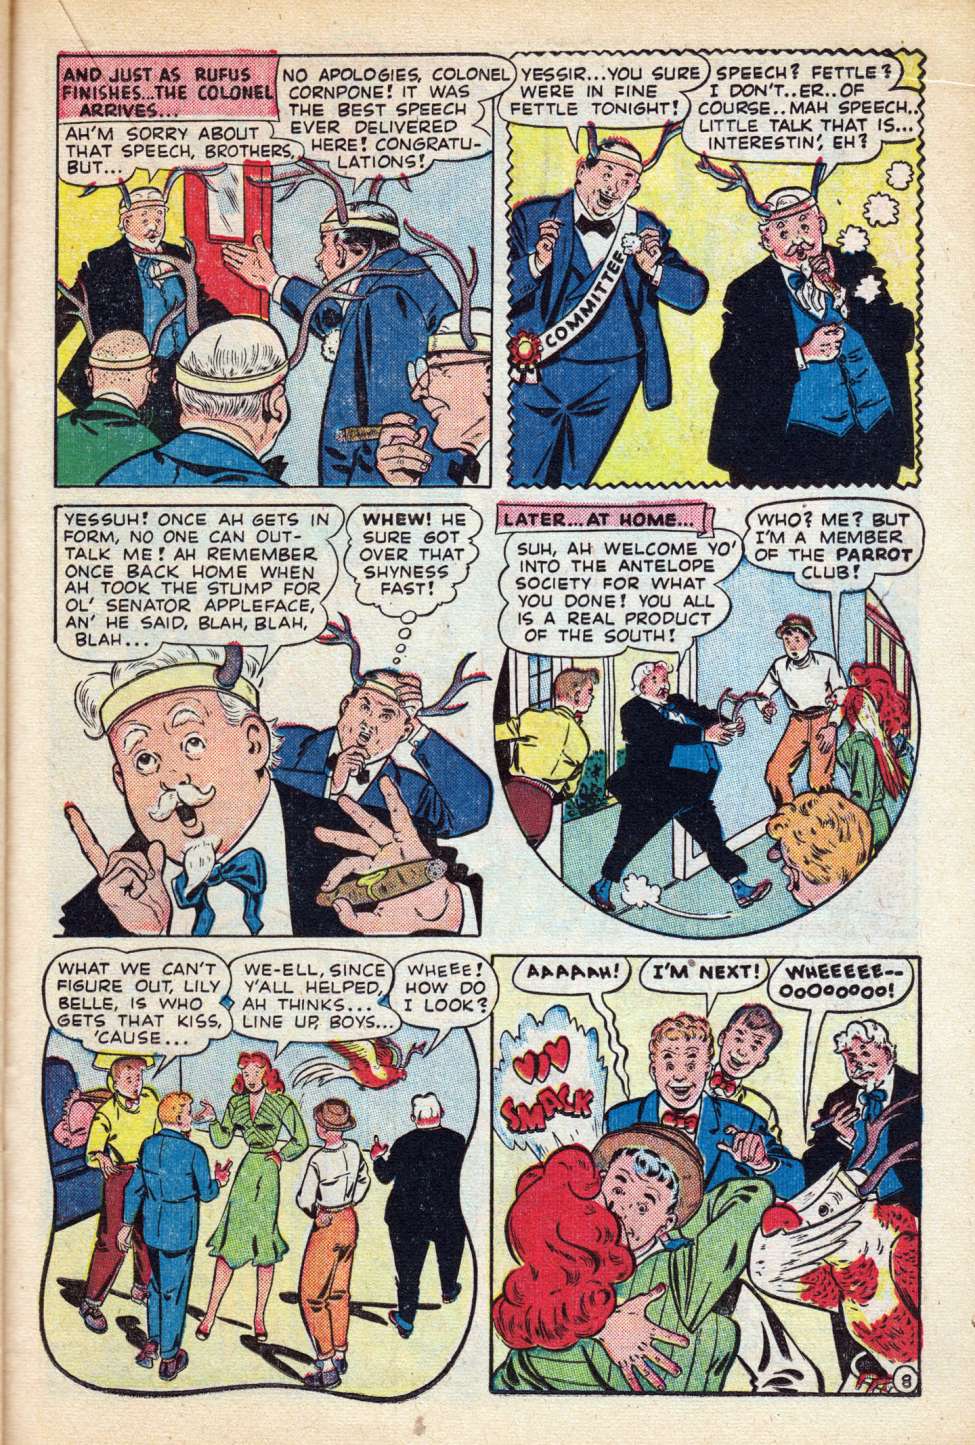 AND JUST AS RUFUS
FINISHES...THE COLONEL
ARRIVES...
AH'M SORRY ABOUT
THAT SPEECH, BROTHERS,
BUT...
NO APOLOGIES, COLONEL
CORNPONE! IT WAS
THE BEST SPEECH
EVER DELIVERED
HERE! CONGRATU-
LATIONS!
YESSIR...YOU SURE
WERE IN FINE
FETTLE TONIGHT!
COMMITTEE
SPEECH? FETTLE?
I DON'T..ER..OF
COURSE..MAH SPEECH..
LITTLE TALK THAT IS...
INTERESTIN', EH?
YESSUH! ONCE AH GETS IN
FORM, NO ONE CAN OUT-
TALK ME! AH REMEMBER
ONCE BACK HOME WHEN
AH TOOK THE STUMP FOR
OL' SENATOR APPLEFACE,
AN' HE SAID, BLAH, BLAH,
BLAH...
WHEW! HE
SURE GOT
OVER THAT
SHYNESS
FAST!
LATER...AT HOME...
SUH, AH WELCOME YO'
INTO THE ANTELOPE
SOCIETY FOR WHAT
YOU DONE! YOU ALL
IS A REAL PRODUCT
OF THE SOUTH!
WHO? ME? BUT
I'M A MEMBER
OF THE PARROT
CLUB!
WHAT WE CAN'T
FIGURE OUT, LILY
BELLE, IS WHO
GETS THAT KISS,
'CAUSE...
WE-ELL, SINCE
Y'ALL HELPED,
AH THINKS...
LINE UP, BOYS...
WHEEE!
HOW DO
I LOOK?
AAAAAH!
I'M NEXT!
WHEEEEE--
OOOOOOOO!
SMACK
8